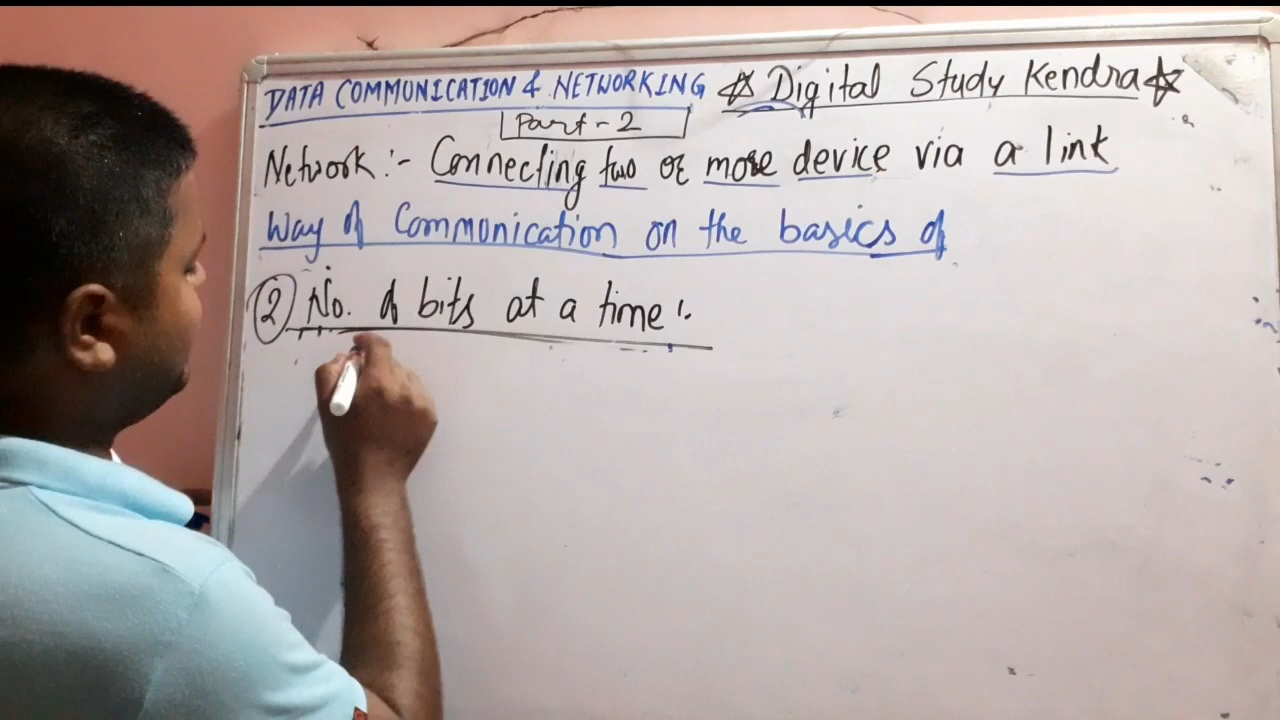 DATA COMMUNICATION & NETWORKING ☆ Digital Study Kendra ☆
Part-2
Network :- Connecting two or more device via a link
Way of Communication on the basics of
② No. of bits at a time :-